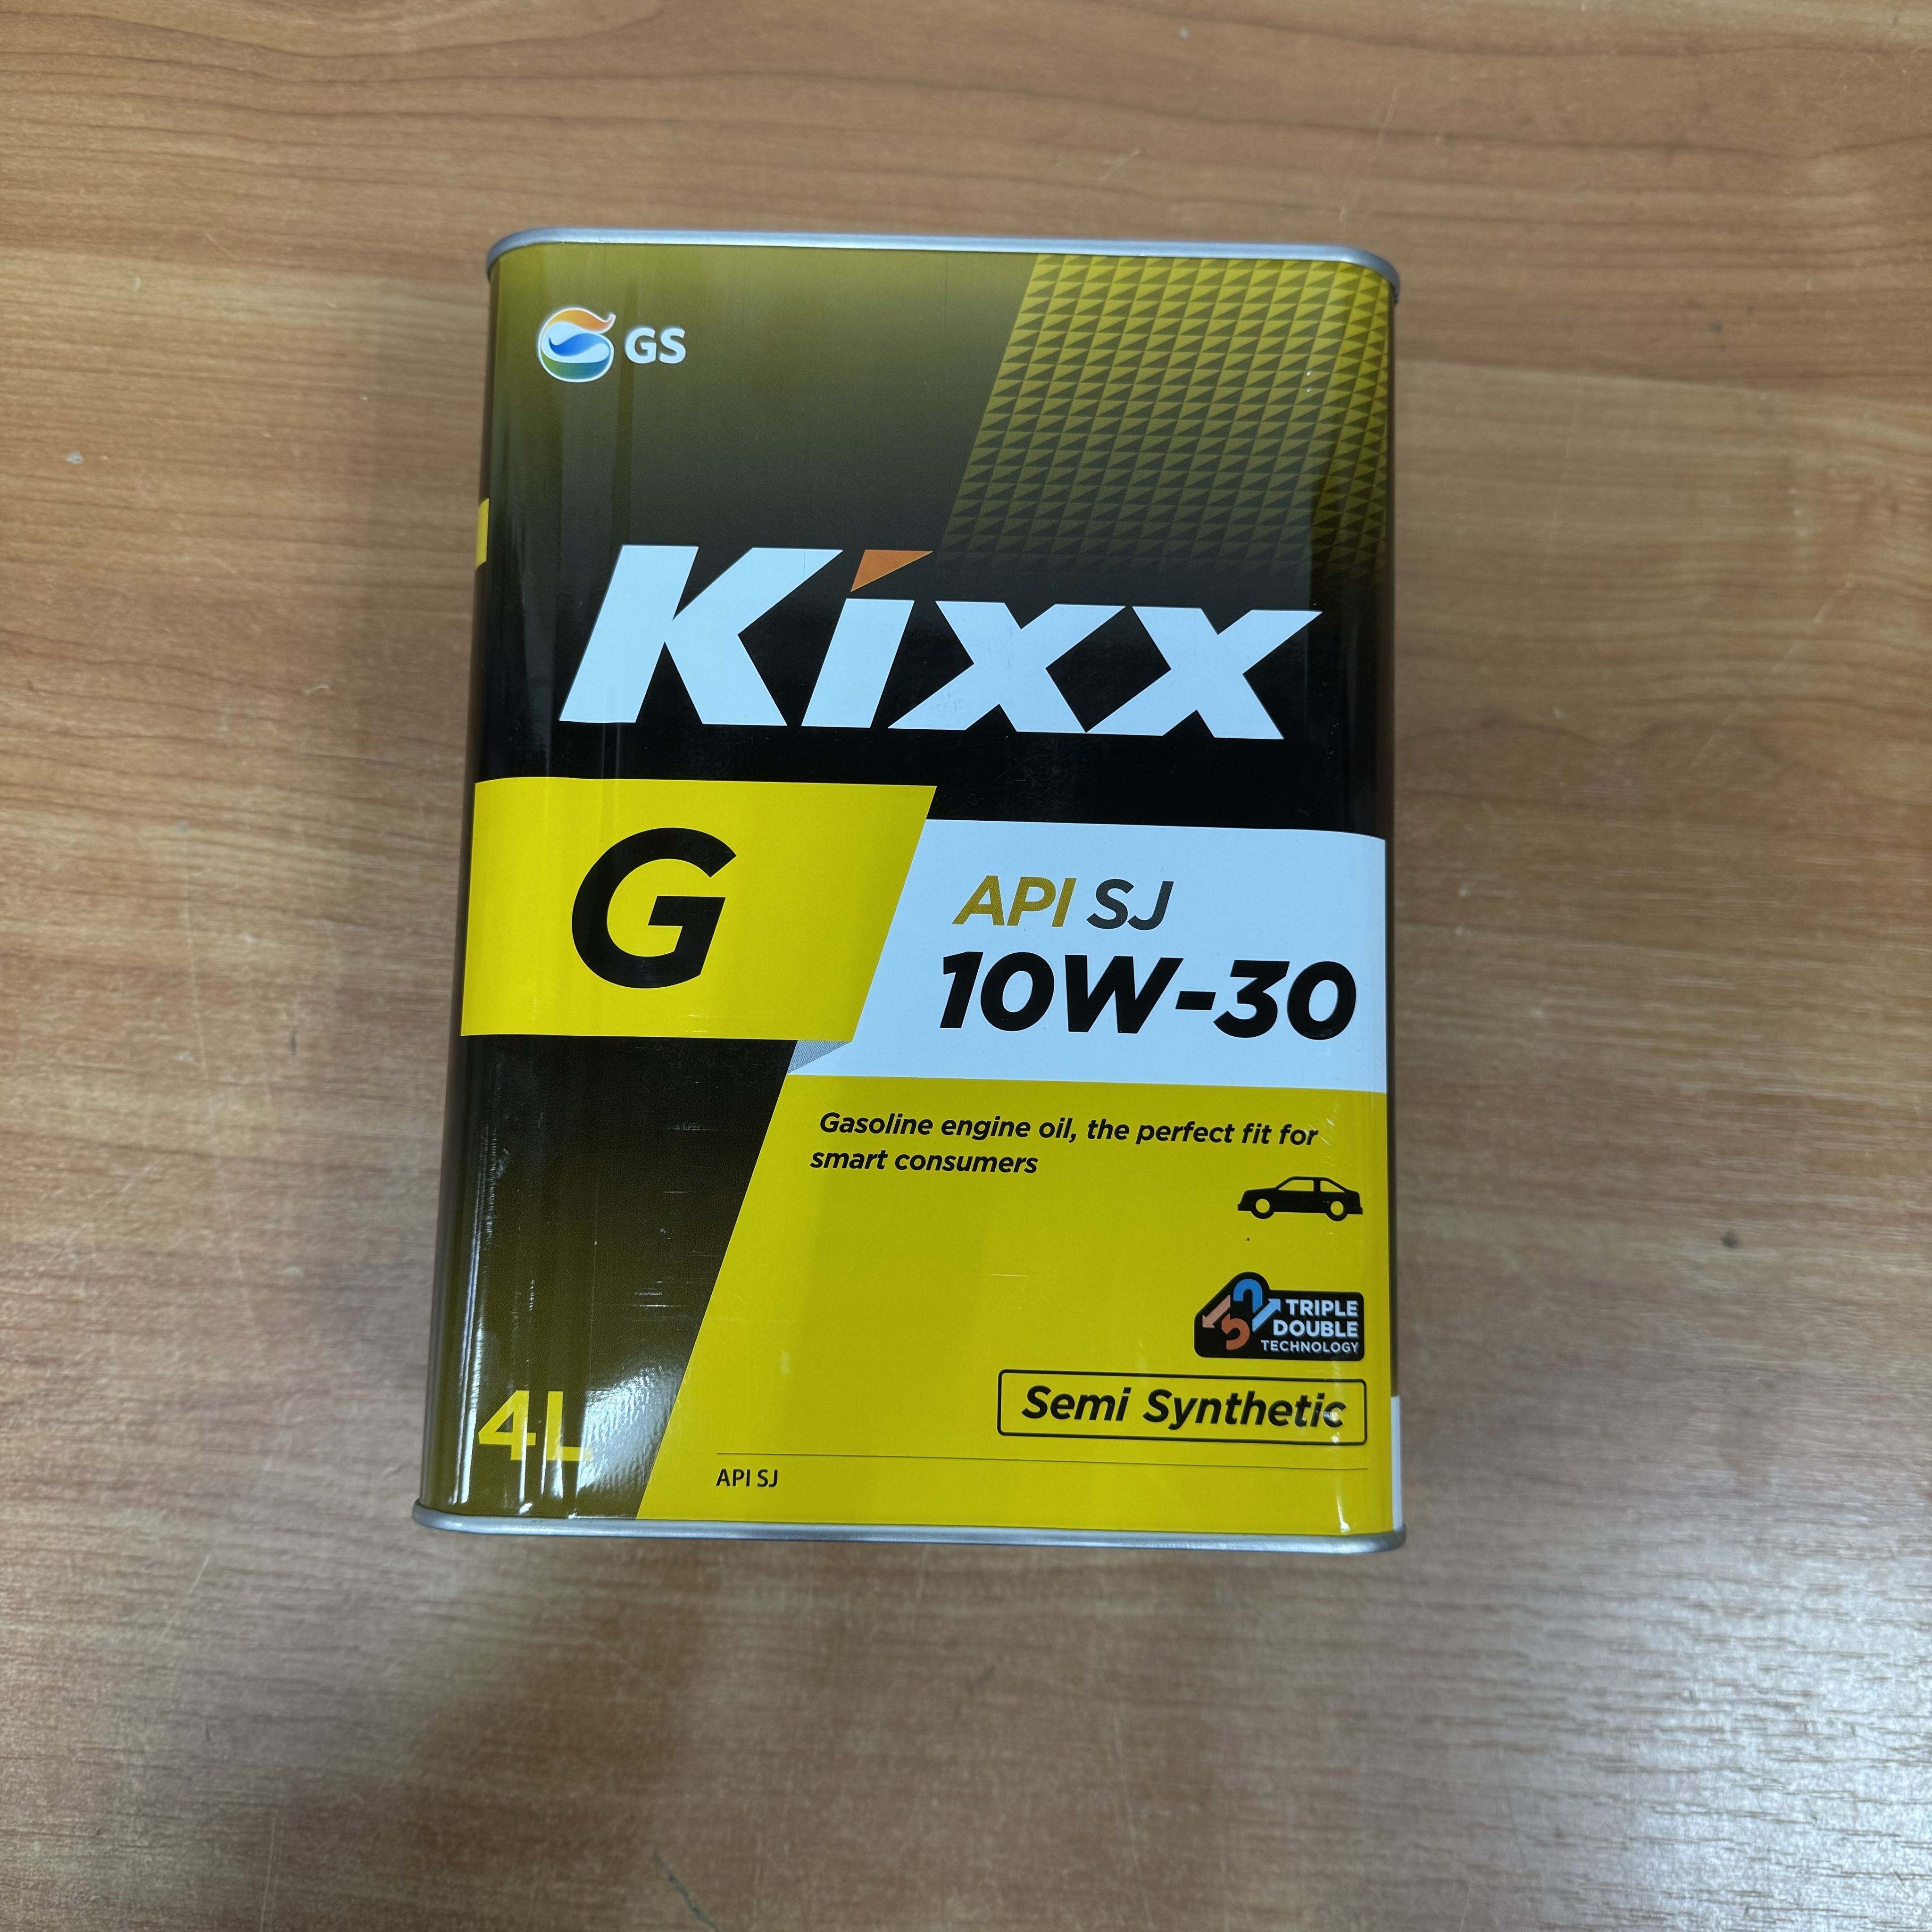 GS
Kixx
G
API SJ
10W-30
Gasoline engine oil, the perfect fit for
smart consumers
TRIPLE
DOUBLE
TECHNOLOGY
Semi Synthetic
4L
API SJ